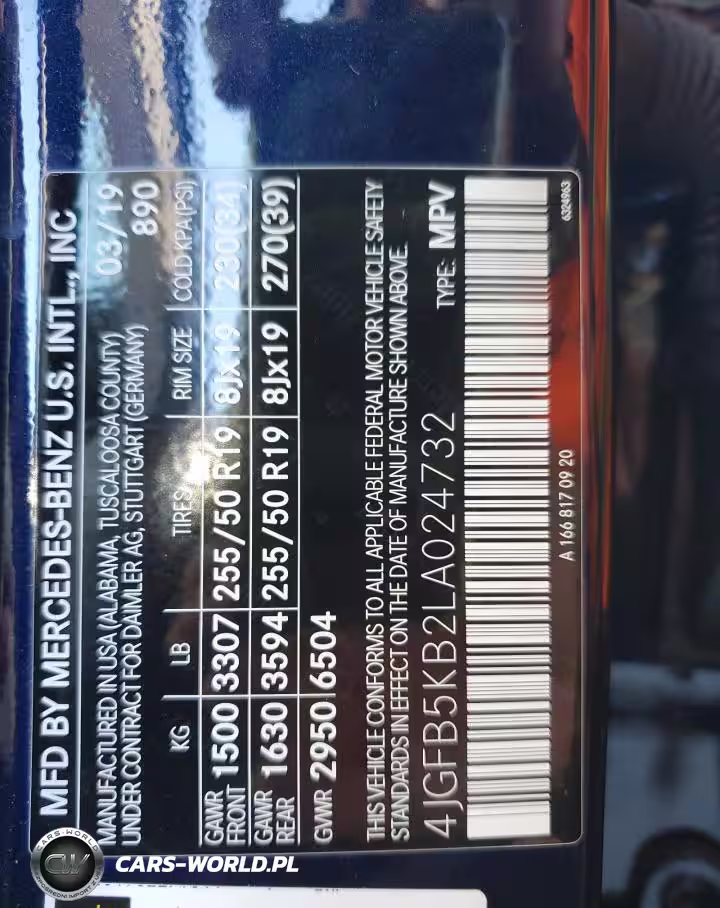 MFD BY MERCEDES-BENZ U.S. INTL., INC
MANUFACTURED IN USA (ALABAMA, TUSCALOOSA COUNTY) 03/19
UNDER CONTRACT FOR DAIMLER AG, STUTTGART (GERMANY) 890
KG LB TIRES RIM SIZE COLD KPA(PSI)
GAWR FRONT 1500 3307 255/50 R19 8Jx19 230(34)
GAWR REAR 1630 3594 255/50 R19 8Jx19 270(39)
GVWR 2950 6504
THIS VEHICLE CONFORMS TO ALL APPLICABLE FEDERAL MOTOR VEHICLE SAFETY
STANDARDS IN EFFECT ON THE DATE OF MANUFACTURE SHOWN ABOVE.
4JGFB5KB2LA024732 TYPE: MPV
A 166 817 09 20 6324963
CARS-WORLD
CW
CARS-WORLD.PL